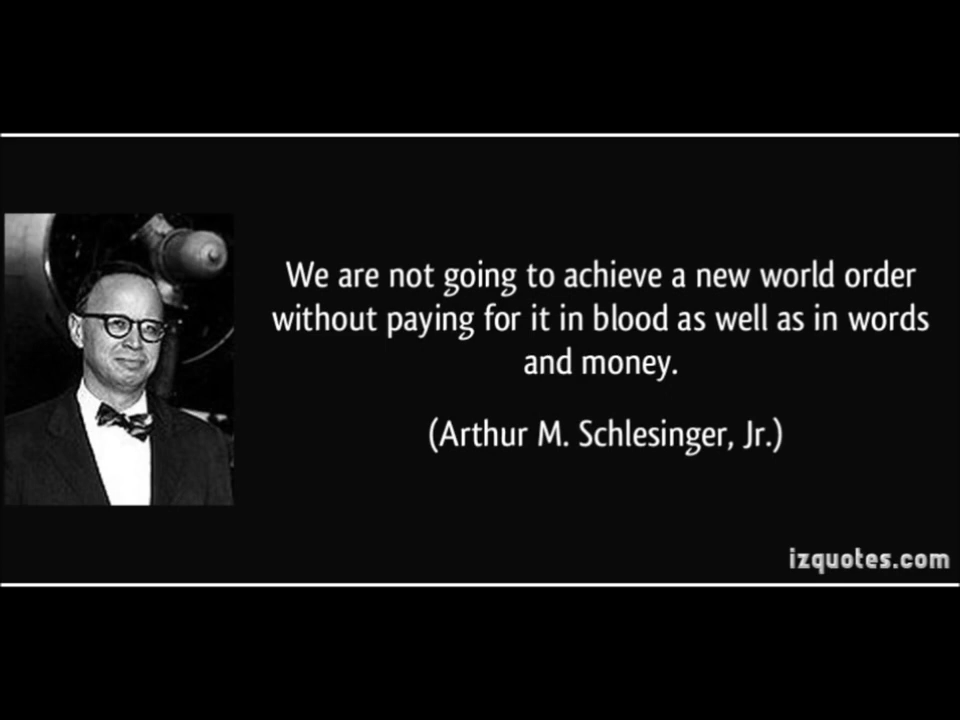 We are not going to achieve a new world order
without paying for it in blood as well as in words
and money.
(Arthur M. Schlesinger, Jr.)
izquotes.com